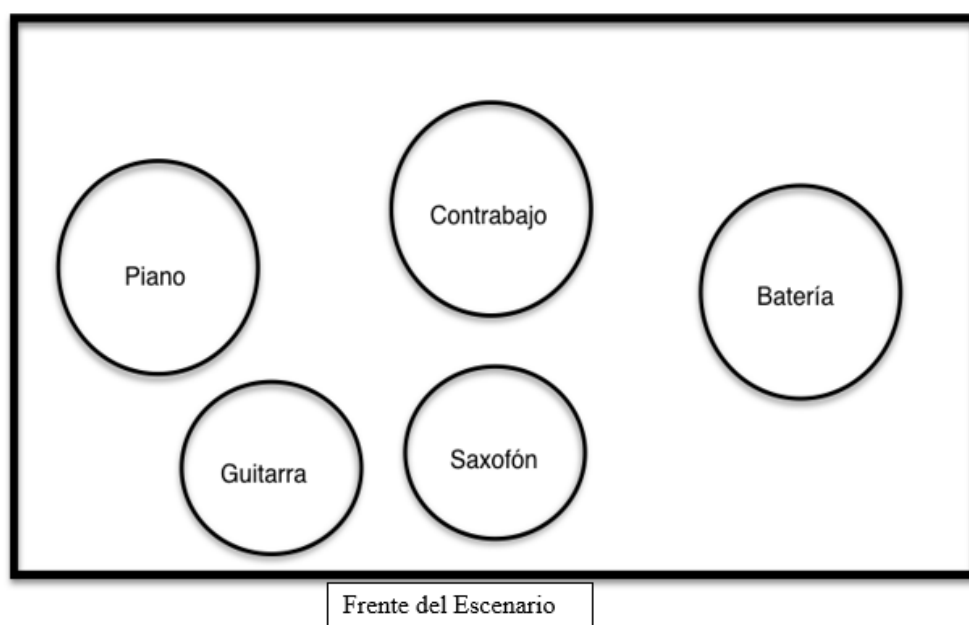 Contrabajo
Piano
Batería
Guitarra
Saxofón
Frente del Escenario